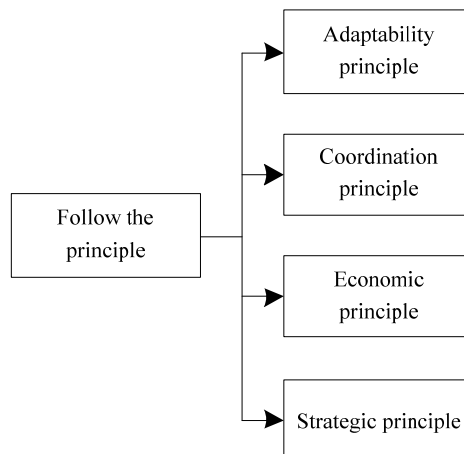 Adaptability
principle
Coordination
principle
Follow the
principle
Economic
principle
Strategic principle